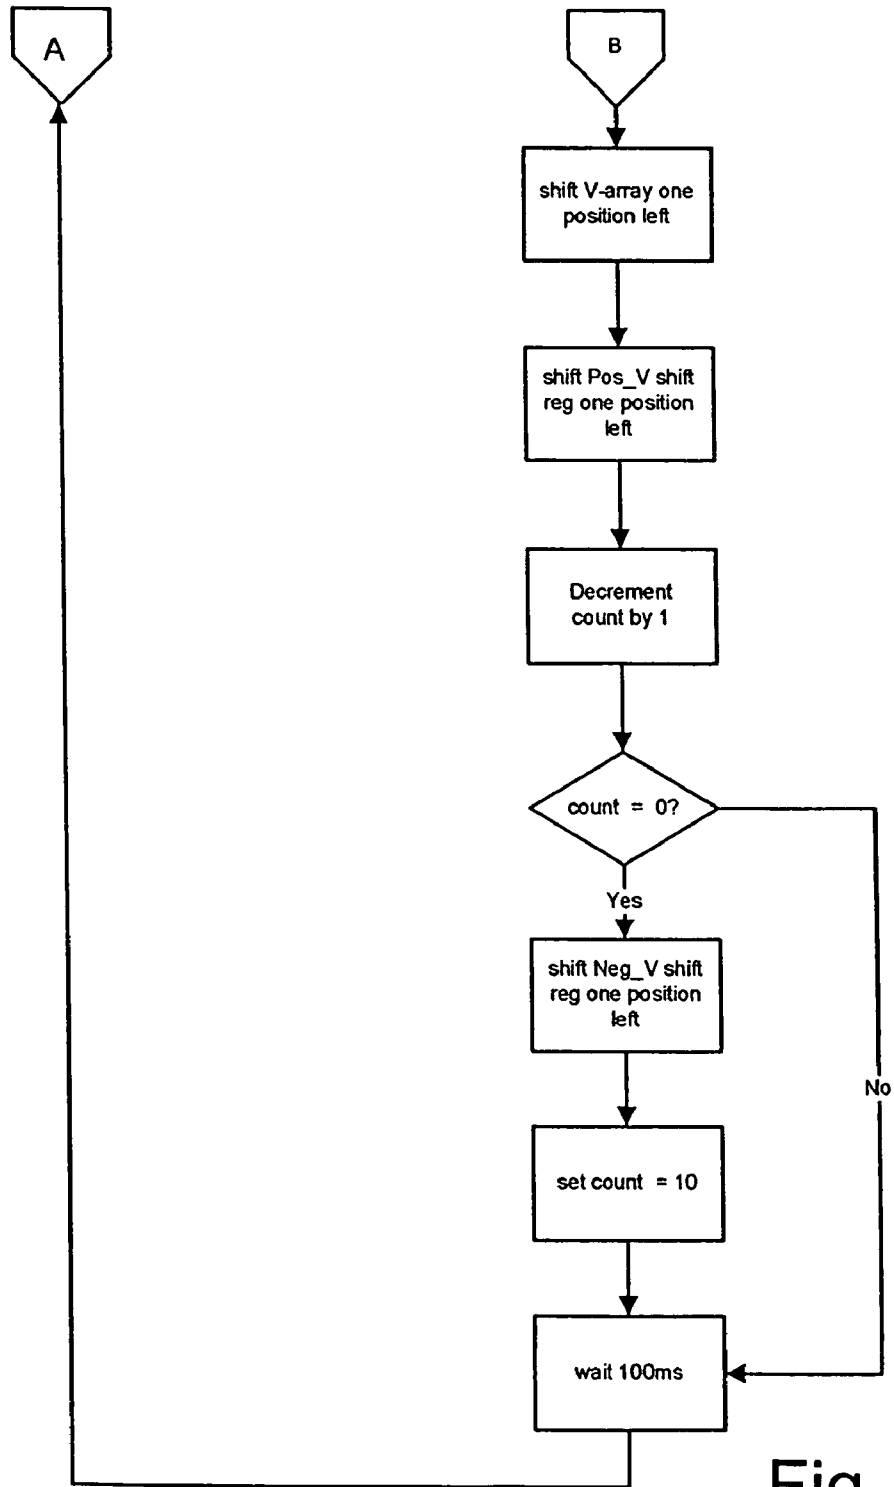 A
B
shift V-array one
position left
shift Pos_V shift
reg one position
left
Decrement
count by 1
count = 0?
Yes
shift Neg_V shift
reg one position
left
No
set count = 10
wait 100ms
Fig